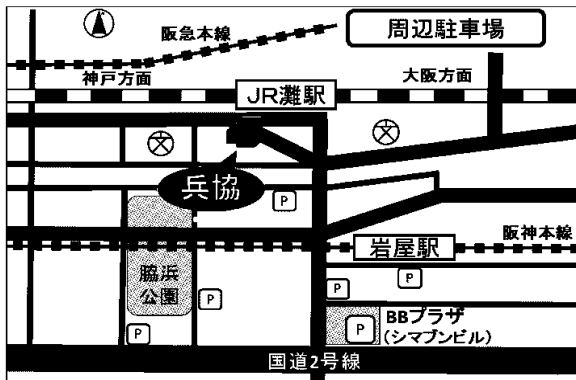 阪急本線
周辺駐車場
神戸方面
大阪方面
JR灘駅
文
文
兵協
P
岩屋駅
阪神本線
脇浜
公園
P
P
P
P
P
BBプラザ
(シマブンビル)
国道2号線